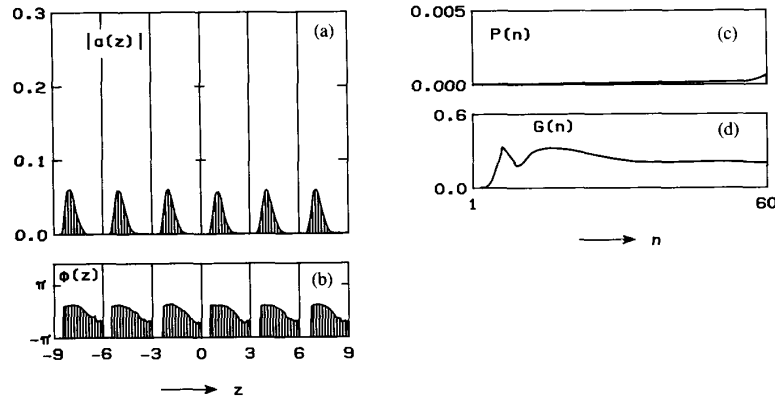 0.3
|a(z)|
(a)
0.2
0.1
0.0
Φ(z)
(b)
π
-π
-9 -6 -3 0 3 6 9
z
0.005
P(n)
(c)
0.000
0.6
G(n)
(d)
0.0
1 60
n